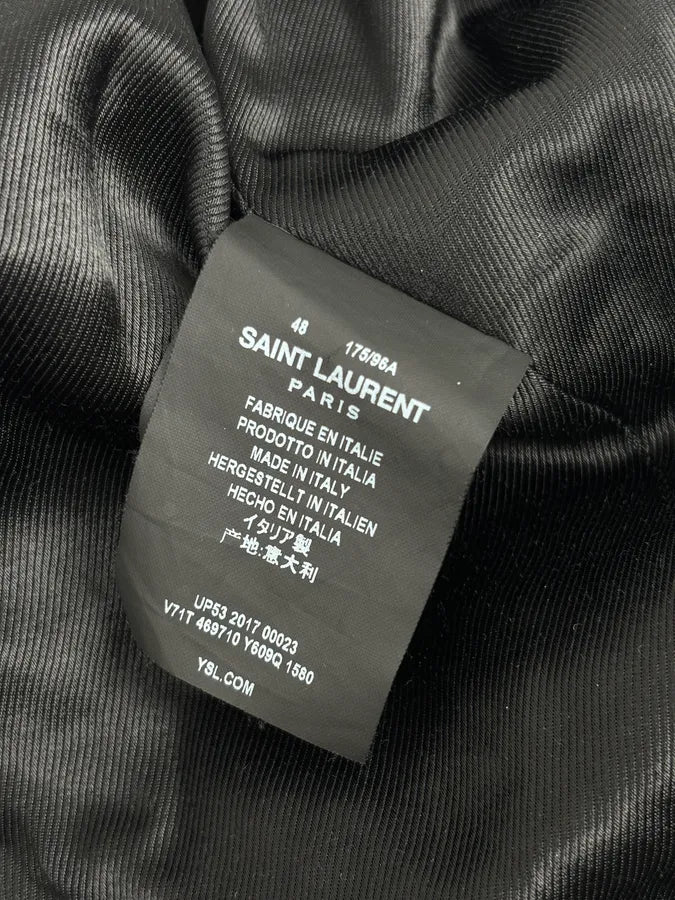 48 175/96A
SAINT LAURENT
PARIS
FABRIQUE EN ITALIE
PRODOTTO IN ITALIA
MADE IN ITALY
HERGESTELLT IN ITALIEN
HECHO EN ITALIA
イタリア製
产地:意大利
UP53 2017 00023
V71T 469710 Y609Q 1580
YSL.COM